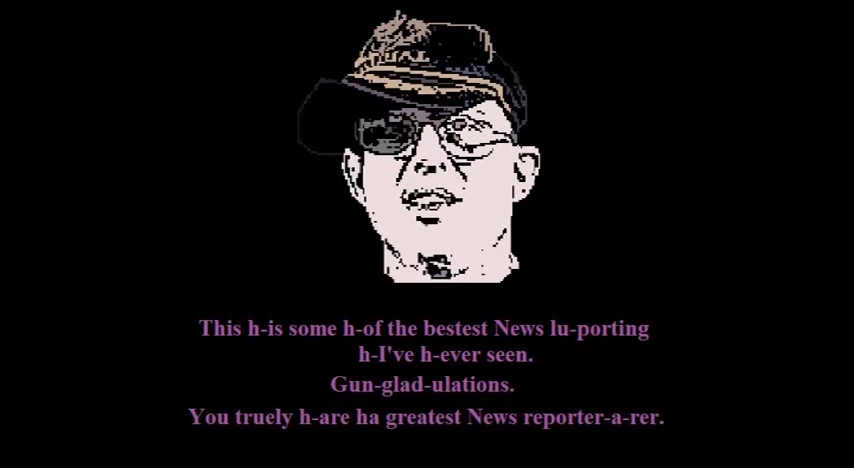 This h-is some h-of the bestest News lu-porting
h-I've h-ever seen.
Gun-glad-ulations.
You truely h-are ha greatest News reporter-a-rer.